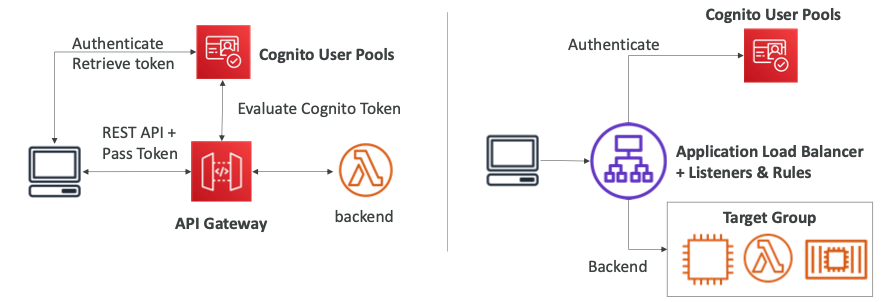 Authenticate
Retrieve token
Cognito User Pools
Evaluate Cognito Token
REST API +
Pass Token
API Gateway
backend
Cognito User Pools
Authenticate
Application Load Balancer
+ Listeners & Rules
Target Group
Backend